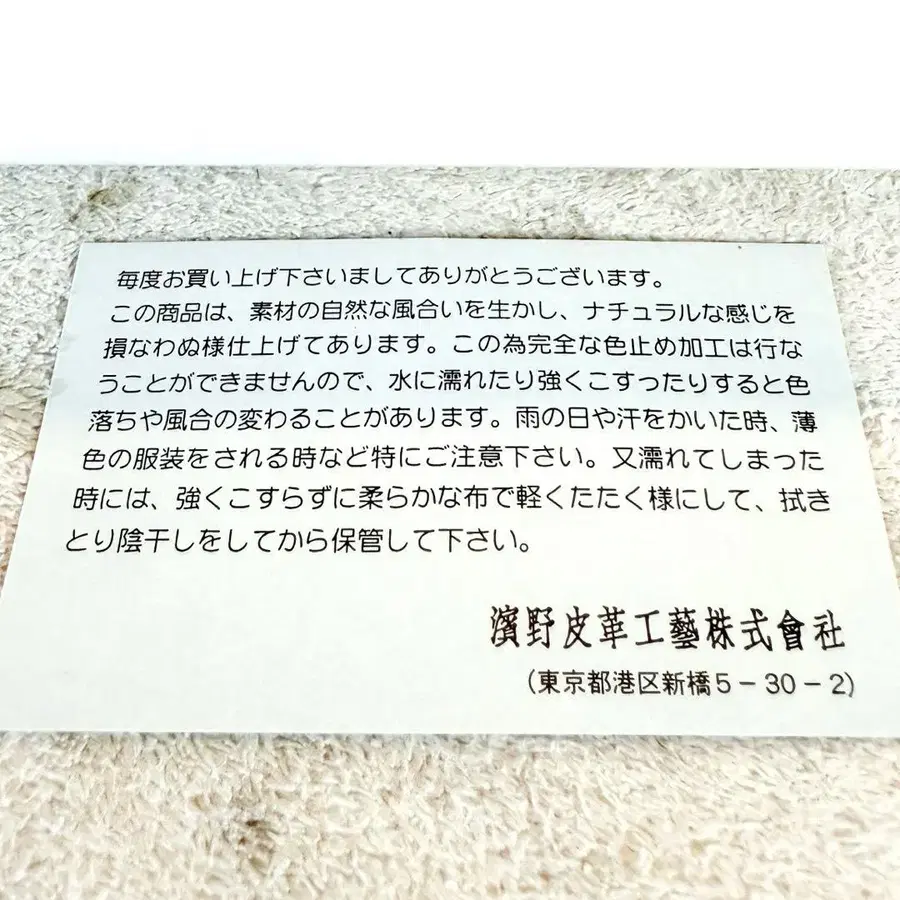 毎度お買い上げ下さいましてありがとうございます。
この商品は、素材の自然な風合いを生かし、ナチュラルな感じを
損なわぬ様仕上げてあります。この為完全な色止め加工は行な
うことができませんので、水に濡れたり強くこすったりすると色
落ちや風合の変わることがあります。雨の日や汗をかいた時、薄
色の服装をされる時など特にご注意下さい。又濡れてしまった
時には、強くこすらずに柔らかな布で軽くたたく様にして、拭き
とり陰干しをしてから保管して下さい。
濱野皮革工藝株式會社
(東京都港区新橋5-30-2)